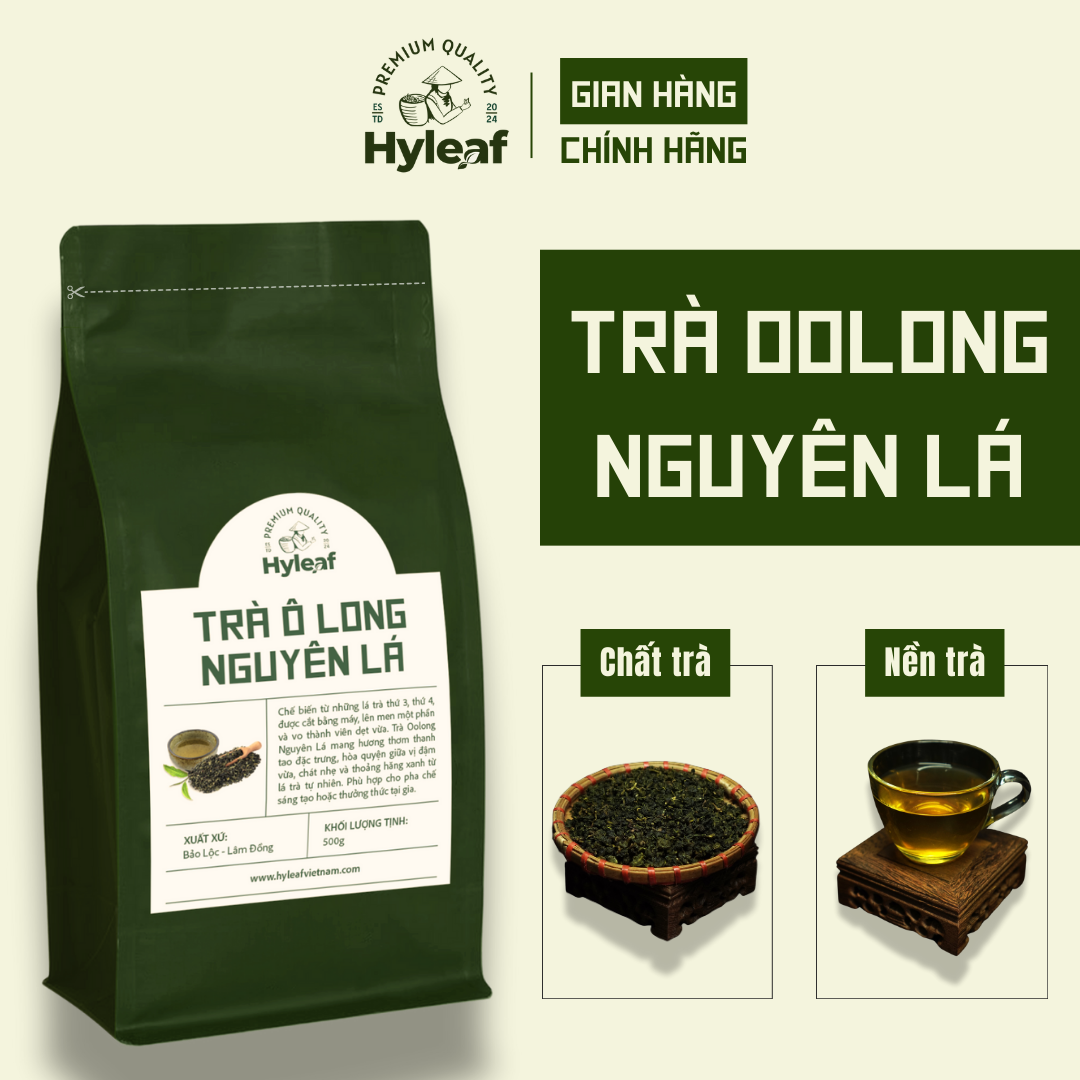 PREMIUM QUALITY
ESTD 2024
Hyleaf
GIAN HÀNG
CHÍNH HÃNG
TRÀ OOLONG
NGUYÊN LÁ
PREMIUM QUALITY
Hyleaf
TRÀ Ô LONG
NGUYÊN LÁ
Chế biến từ những lá trà thứ 3, thứ 4,
được cắt bằng máy, lên men một phần
và vo thành viên dẹt vừa. Trà Oolong
Nguyên Lá mang hương thơm thanh
tao đặc trưng, hòa quyện giữa vị đậm
vừa, chát nhẹ và thoảng hăng xanh từ
lá trà tự nhiên. Phù hợp cho pha chế
sáng tạo hoặc thưởng thức tại gia.
XUẤT XỨ:
Bảo Lộc - Lâm Đồng
KHỐI LƯỢNG TỊNH:
500g
www.hyleafvietnam.com
Chất trà
Nền trà